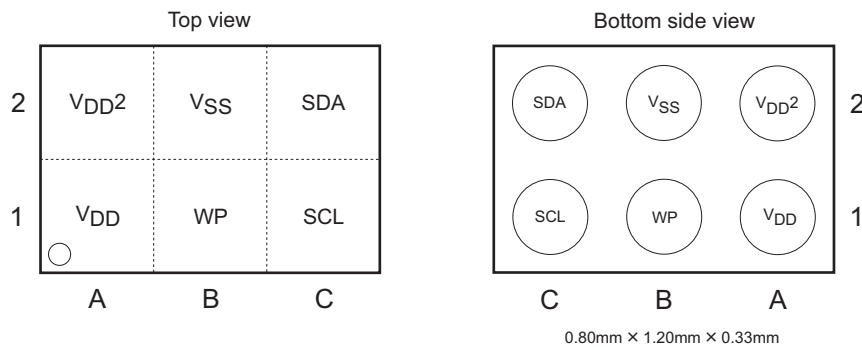 Top view
2 VDD2 VSS SDA
1 VDD WP SCL
A B C
Bottom side view
SDA VSS VDD2 2
SCL WP VDD 1
C B A
0.80mm × 1.20mm × 0.33mm